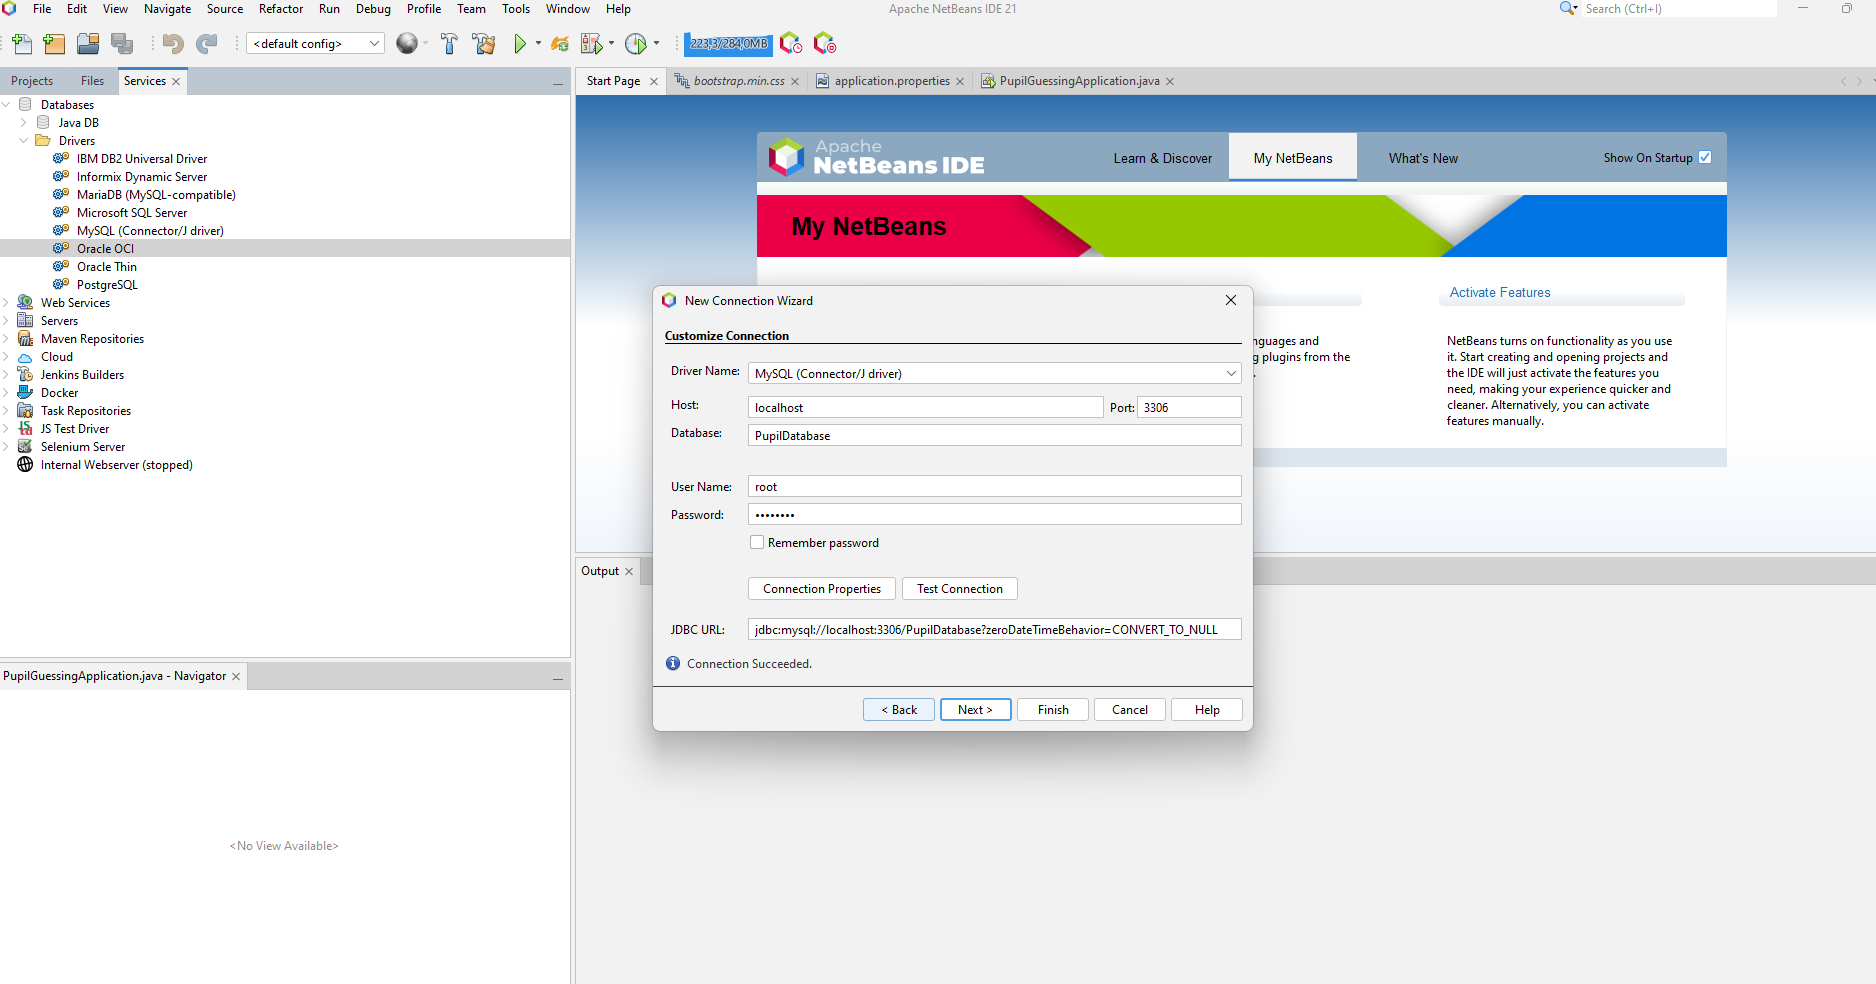 File Edit View Navigate Source Refactor Run Debug Profile Team Tools Window Help
Apache NetBeans IDE 21
Search (Ctrl+I)
<default config>
223,3/284,0MB
Projects Files Services
Start Page bootstrap.min.css application.properties PupilGuessingApplication.java
Databases
Java DB
Drivers
IBM DB2 Universal Driver
Informix Dynamic Server
MariaDB (MySQL-compatible)
Microsoft SQL Server
MySQL (Connector/J driver)
Oracle OCI
Oracle Thin
PostgreSQL
Web Services
Servers
Maven Repositories
Cloud
Jenkins Builders
Docker
Task Repositories
JS Test Driver
Selenium Server
Internal Webserver (stopped)
PupilGuessingApplication.java - Navigator
<No View Available>
Apache
NetBeans IDE
Learn & Discover My NetBeans What's New Show On Startup
My NetBeans
plugins from the
Activate Features
NetBeans turns on functionality as you use
it. Start creating and opening projects and
the IDE will just activate the features you
need, making your experience quicker and
cleaner. Alternatively, you can activate
features manually.
New Connection Wizard
Customize Connection
Driver Name: MySQL (Connector/J driver)
Host: localhost Port: 3306
Database: PupilDatabase
User Name: root
Password: ••••••••
Remember password
Connection Properties Test Connection
JDBC URL: jdbc:mysql://localhost:3306/PupilDatabase?zeroDateTimeBehavior=CONVERT_TO_NULL
Connection Succeeded.
< Back Next > Finish Cancel Help
Output